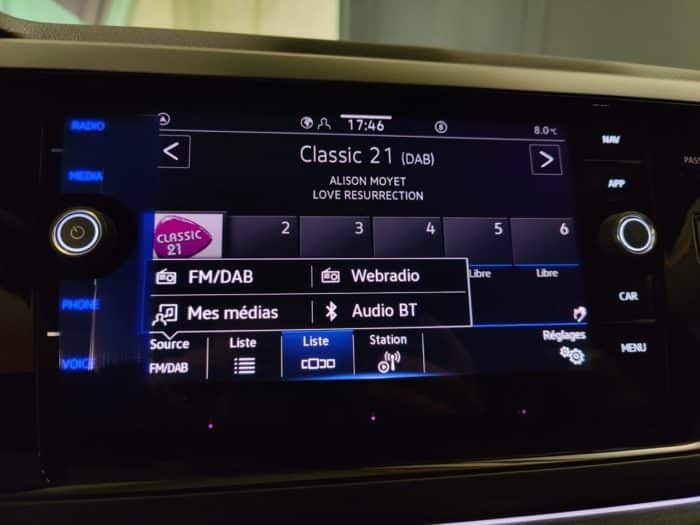 RADIO
MEDIA
PHONE
VOICE
17:46
8
8.0°C
Classic 21 (DAB)
ALISON MOYET
LOVE RESURRECTION
CLASSIC
21
2 3 4 5 6
Libre Libre
FM/DAB Webradio
Mes médias Audio BT
Source Liste Liste Station Réglages
FM/DAB
NAV
APP
CAR
MENU